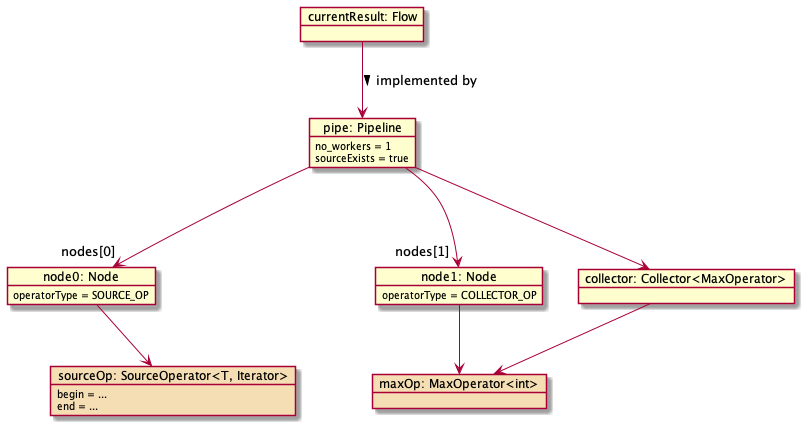 currentResult: Flow
implemented by
pipe: Pipeline
no_workers = 1
sourceExists = true
nodes[0]
nodes[1]
node0: Node
operatorType = SOURCE_OP
node1: Node
operatorType = COLLECTOR_OP
collector: Collector<MaxOperator>
sourceOp: SourceOperator<T, Iterator>
begin = ...
end = ...
maxOp: MaxOperator<int>